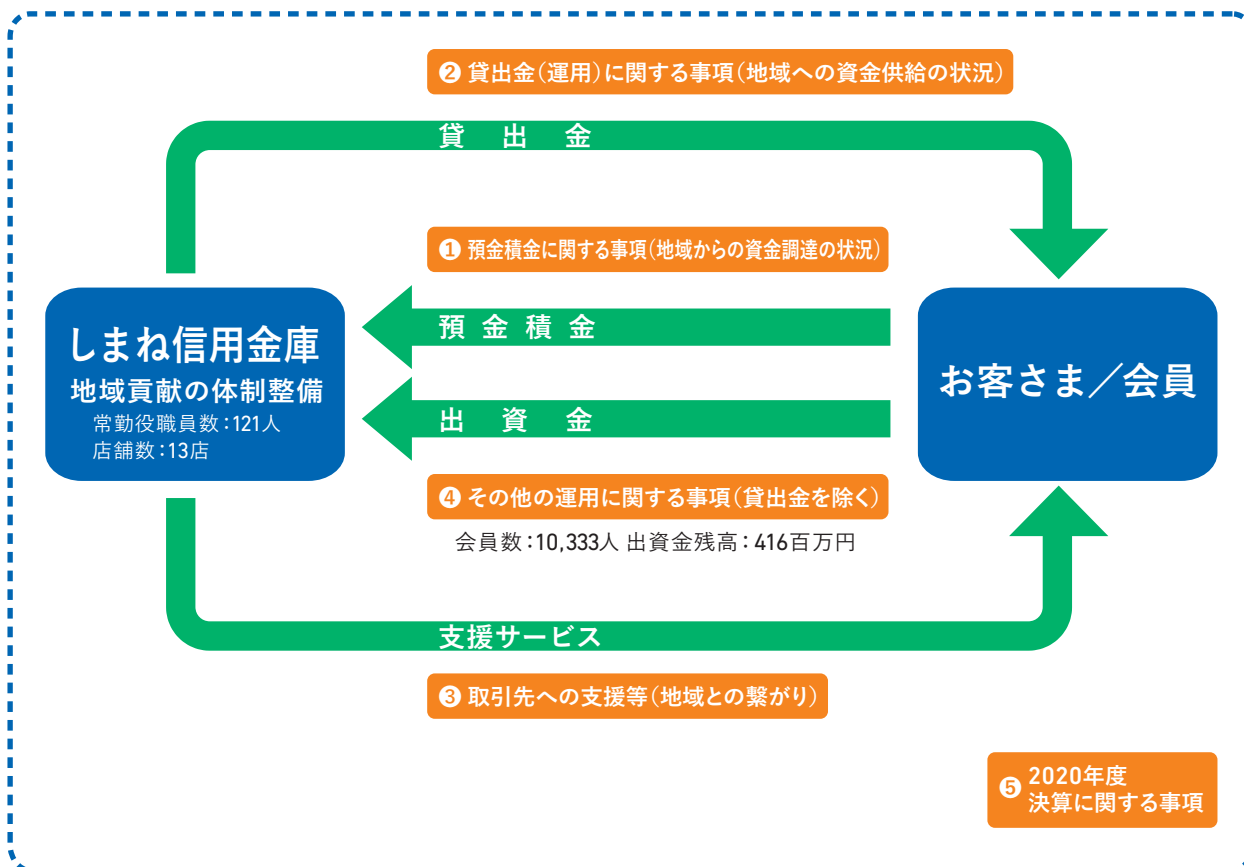 ❷ 貸出金(運用)に関する事項(地域への資金供給の状況)
貸出金
❶ 預金積金に関する事項(地域からの資金調達の状況)
預金積金
しまね信用金庫
地域貢献の体制整備
常勤役職員数:121人
店舗数:13店
お客さま/会員
出資金
❹ その他の運用に関する事項(貸出金を除く)
会員数:10,333人 出資金残高:416百万円
支援サービス
❸ 取引先への支援等(地域との繋がり)
❺ 2020年度
決算に関する事項